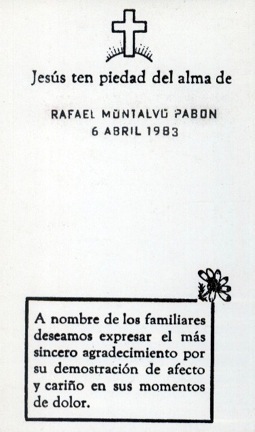 Jesús ten piedad del alma de
RAFAEL MONTALVO PABON
6 ABRIL 1983
A nombre de los familiares
deseamos expresar el más
sincero agradecimiento por
su demostración de afecto
y cariño en sus momentos
de dolor.